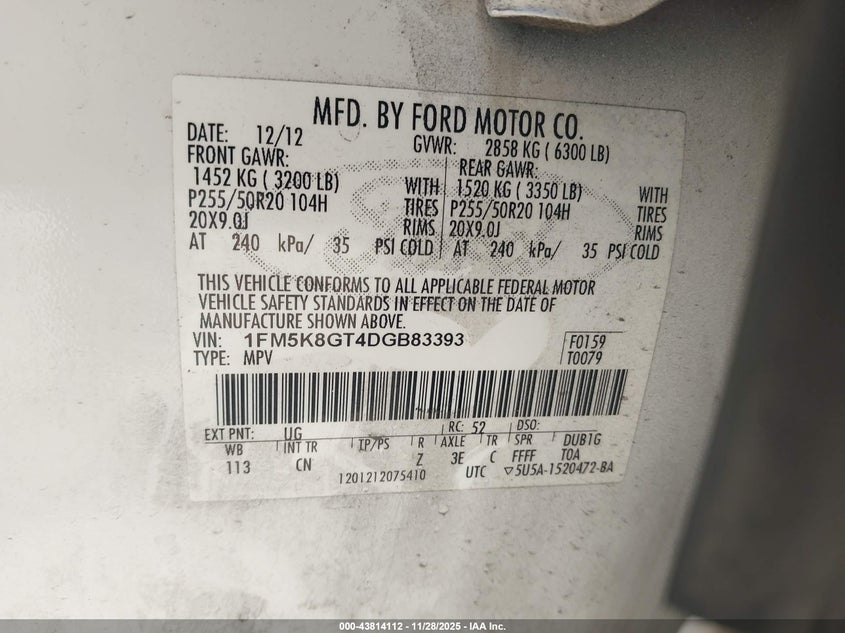 MFD. BY FORD MOTOR CO.
DATE: 12/12 GVWR: 2858 KG ( 6300 LB)
FRONT GAWR: REAR GAWR:
1452 KG ( 3200 LB) WITH 1520 KG ( 3350 LB) WITH
P255/50R20 104H TIRES P255/50R20 104H TIRES
20X9.0J RIMS 20X9.0J RIMS
AT 240 kPa/ 35 PSI COLD AT 240 kPa/ 35 PSI COLD
THIS VEHICLE CONFORMS TO ALL APPLICABLE FEDERAL MOTOR
VEHICLE SAFETY STANDARDS IN EFFECT ON THE DATE OF
MANUFACTURE SHOWN ABOVE.
VIN: 1FM5K8GT4DGB83393 F0159
TYPE: MPV T0079
EXT PNT: UG RC: 52 DSO:
WB INT TR TP/PS R AXLE TR SPR DUB1G
113 CN Z 3E C FFFF TOA
1201212075410 UTC ▽5U5A-1520472-BA
000-43814112 | 11/28/2025 | IAA Inc.